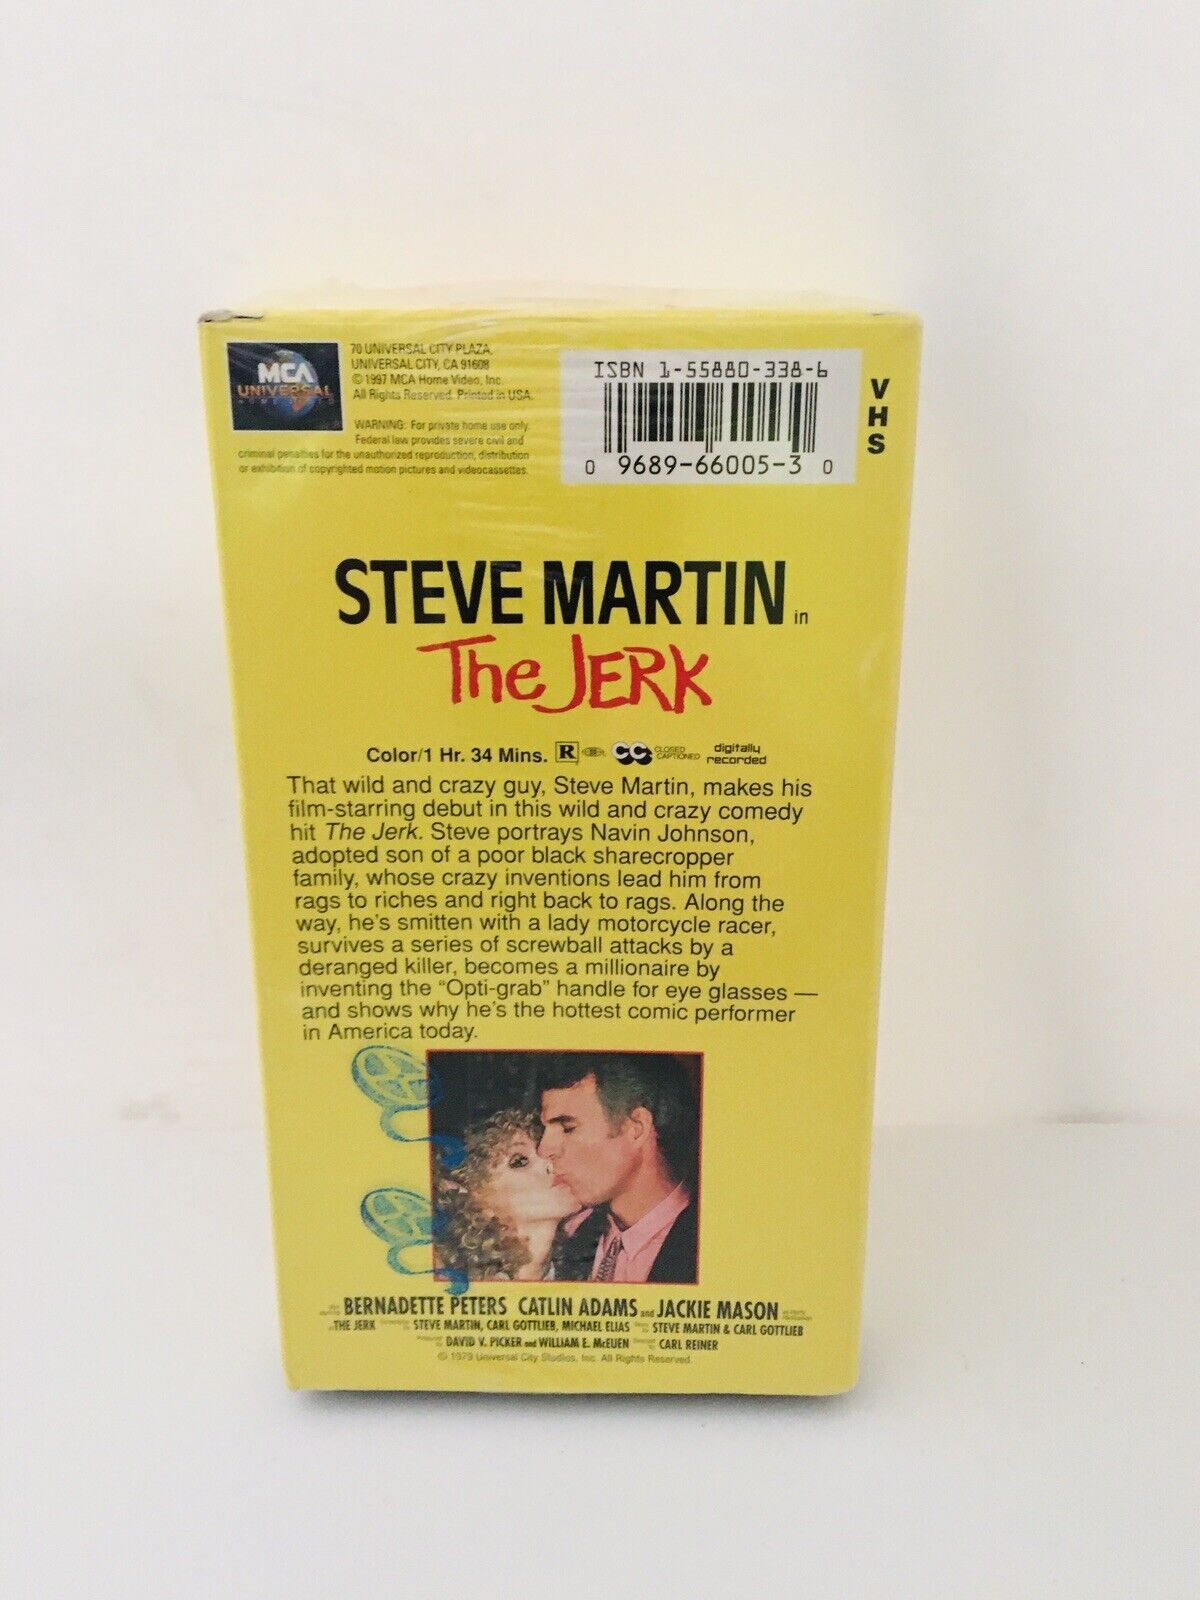 MCA
UNIVERSAL
70 UNIVERSAL CITY PLAZA,
UNIVERSAL CITY, CA 91608
© 1997 MCA Home Video, Inc.
All Rights Reserved. Printed in USA.
WARNING: For private home use only.
Federal law provides severe civil and
criminal penalties for the unauthorized reproduction, distribution
or exhibition of copyrighted motion pictures and videocassettes.
ISBN 1-55880-338-6
0 9689-66005-3 0
VHS
STEVE MARTIN in
The JERK
Color/1 Hr. 34 Mins. R CC CLOSED CAPTIONED digitally recorded
That wild and crazy guy, Steve Martin, makes his
film-starring debut in this wild and crazy comedy
hit The Jerk. Steve portrays Navin Johnson,
adopted son of a poor black sharecropper
family, whose crazy inventions lead him from
rags to riches and right back to rags. Along the
way, he's smitten with a lady motorcycle racer,
survives a series of screwball attacks by a
deranged killer, becomes a millionaire by
inventing the "Opti-grab" handle for eye glasses —
and shows why he's the hottest comic performer
in America today.
BERNADETTE PETERS CATLIN ADAMS and JACKIE MASON
THE JERK STEVE MARTIN, CARL GOTTLIEB, MICHAEL ELIAS STEVE MARTIN & CARL GOTTLIEB
DAVID V. PICKER and WILLIAM E. McEUEN CARL REINER
© 1979 Universal City Studios, Inc. All Rights Reserved.